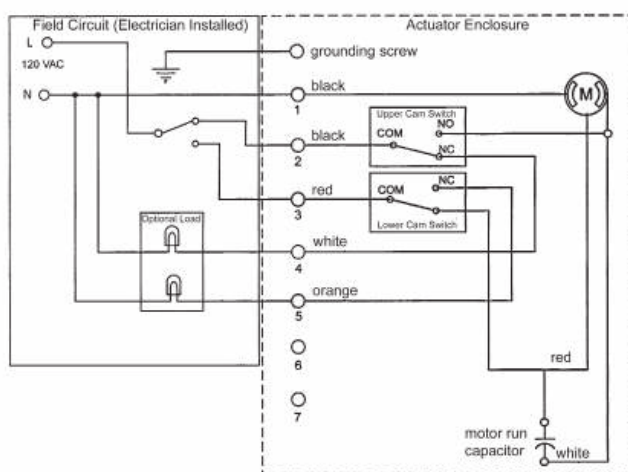 Field Circuit (Electrician Installed)
Actuator Enclosure
L
120 VAC
N
grounding screw
black
1
M
Upper Cam Switch
NO
COM
NC
black
2
NC
COM
Lower Cam Switch
red
3
Optional Load
white
4
orange
5
6
7
red
motor run
capacitor
white